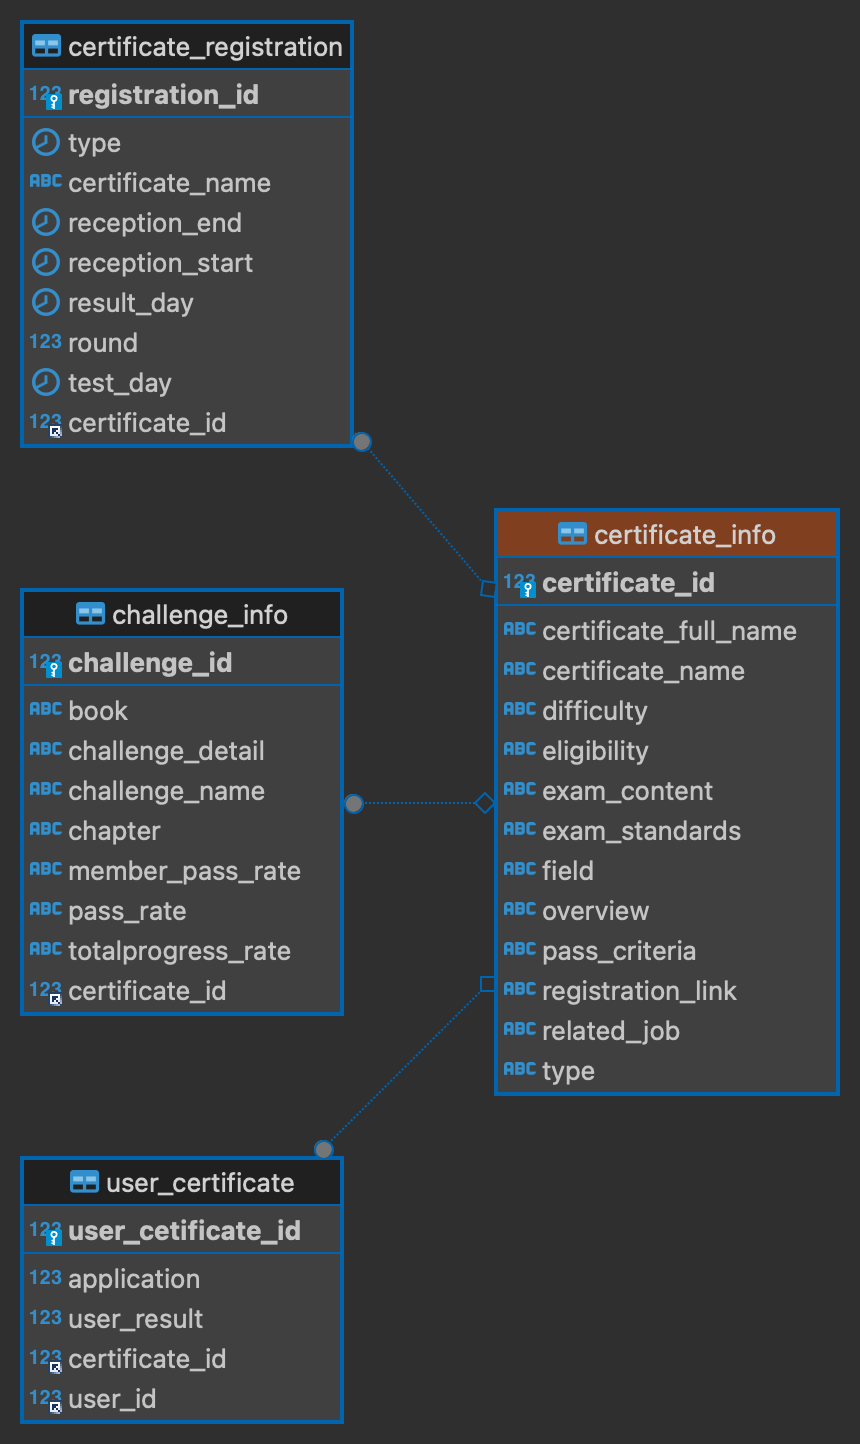 certificate_registration
123 registration_id
type
ABC certificate_name
reception_end
reception_start
result_day
123 round
test_day
123 certificate_id
certificate_info
123 certificate_id
ABC certificate_full_name
ABC certificate_name
ABC difficulty
ABC eligibility
ABC exam_content
ABC exam_standards
ABC field
ABC overview
ABC pass_criteria
ABC registration_link
ABC related_job
ABC type
challenge_info
123 challenge_id
ABC book
ABC challenge_detail
ABC challenge_name
ABC chapter
ABC member_pass_rate
ABC pass_rate
ABC totalprogress_rate
123 certificate_id
user_certificate
123 user_cetificate_id
123 application
123 user_result
123 certificate_id
123 user_id